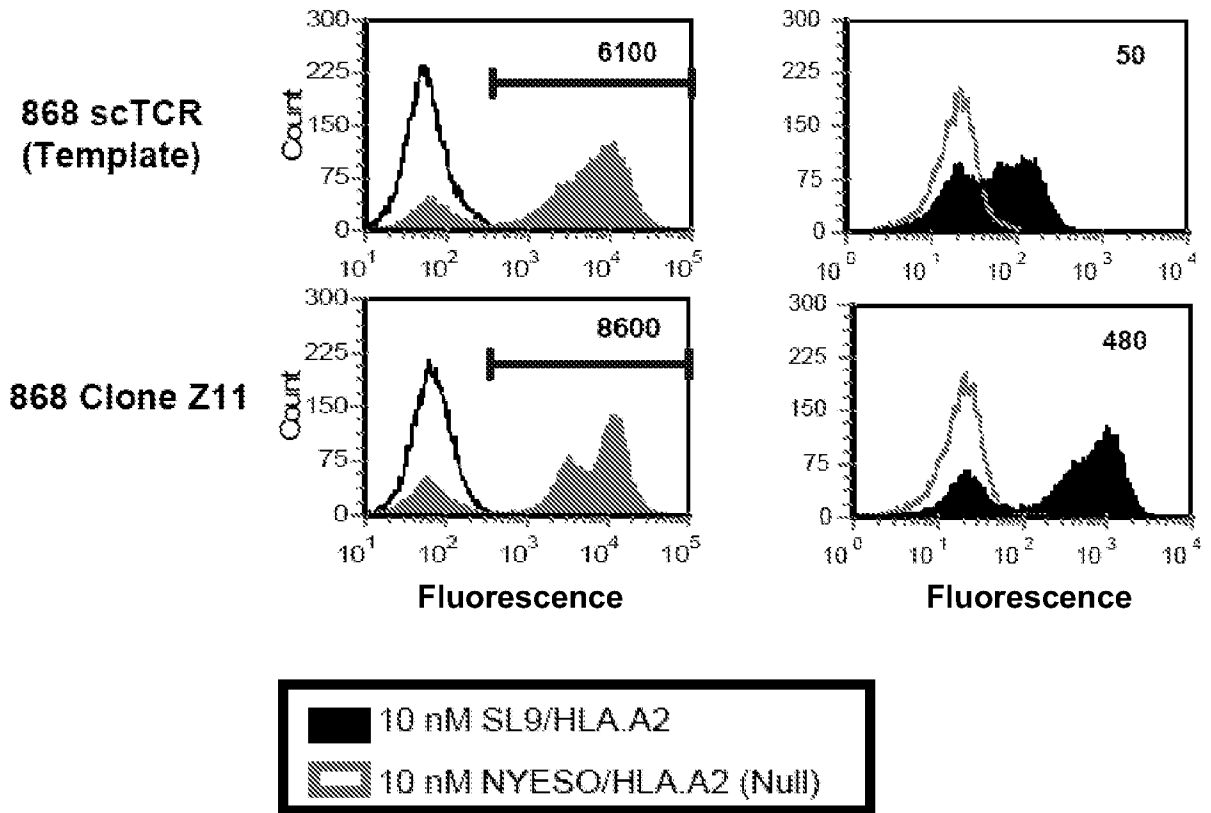 868 scTCR
(Template)
Count
300
225
150
75
0
6100
10¹ 10² 10³ 10⁴ 10⁵
300
225
150
75
0
50
10⁰ 10¹ 10² 10³ 10⁴
868 Clone Z11
Count
300
225
150
75
0
8600
10¹ 10² 10³ 10⁴ 10⁵
Fluorescence
300
225
150
75
0
480
10⁰ 10¹ 10² 10³ 10⁴
Fluorescence
10 nM SL9/HLA.A2
10 nM NYESO/HLA.A2 (Null)